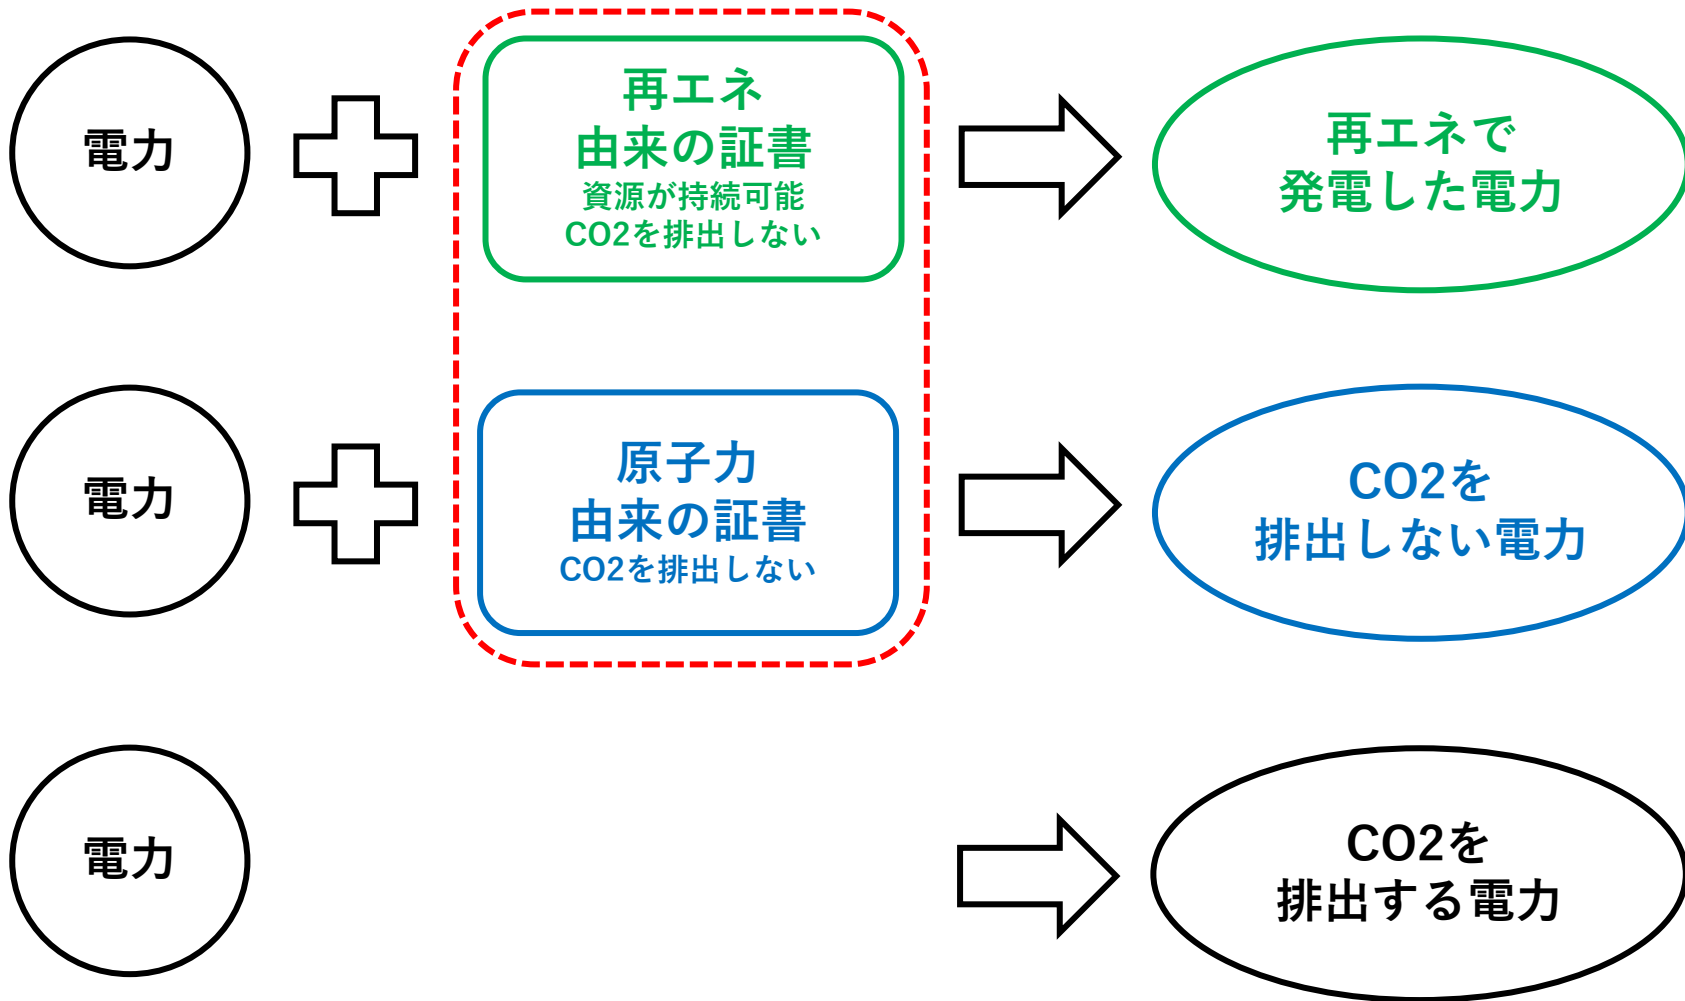 電力
再エネ
由来の証書
資源が持続可能
CO2を排出しない
再エネで
発電した電力
電力
原子力
由来の証書
CO2を排出しない
CO2を
排出しない電力
電力
CO2を
排出する電力